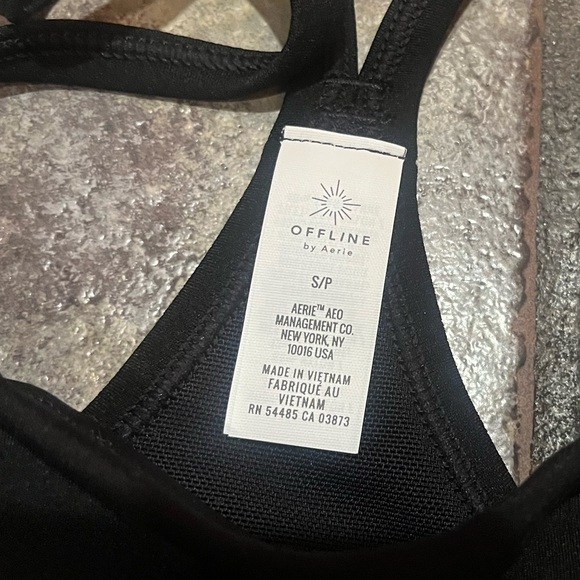 OFFLINE
by Aerie
S/P
AERIE™ AEO
MANAGEMENT CO.
NEW YORK, NY
10016 USA
MADE IN VIETNAM
FABRIQUÉ AU
VIETNAM
RN 54485 CA 03873